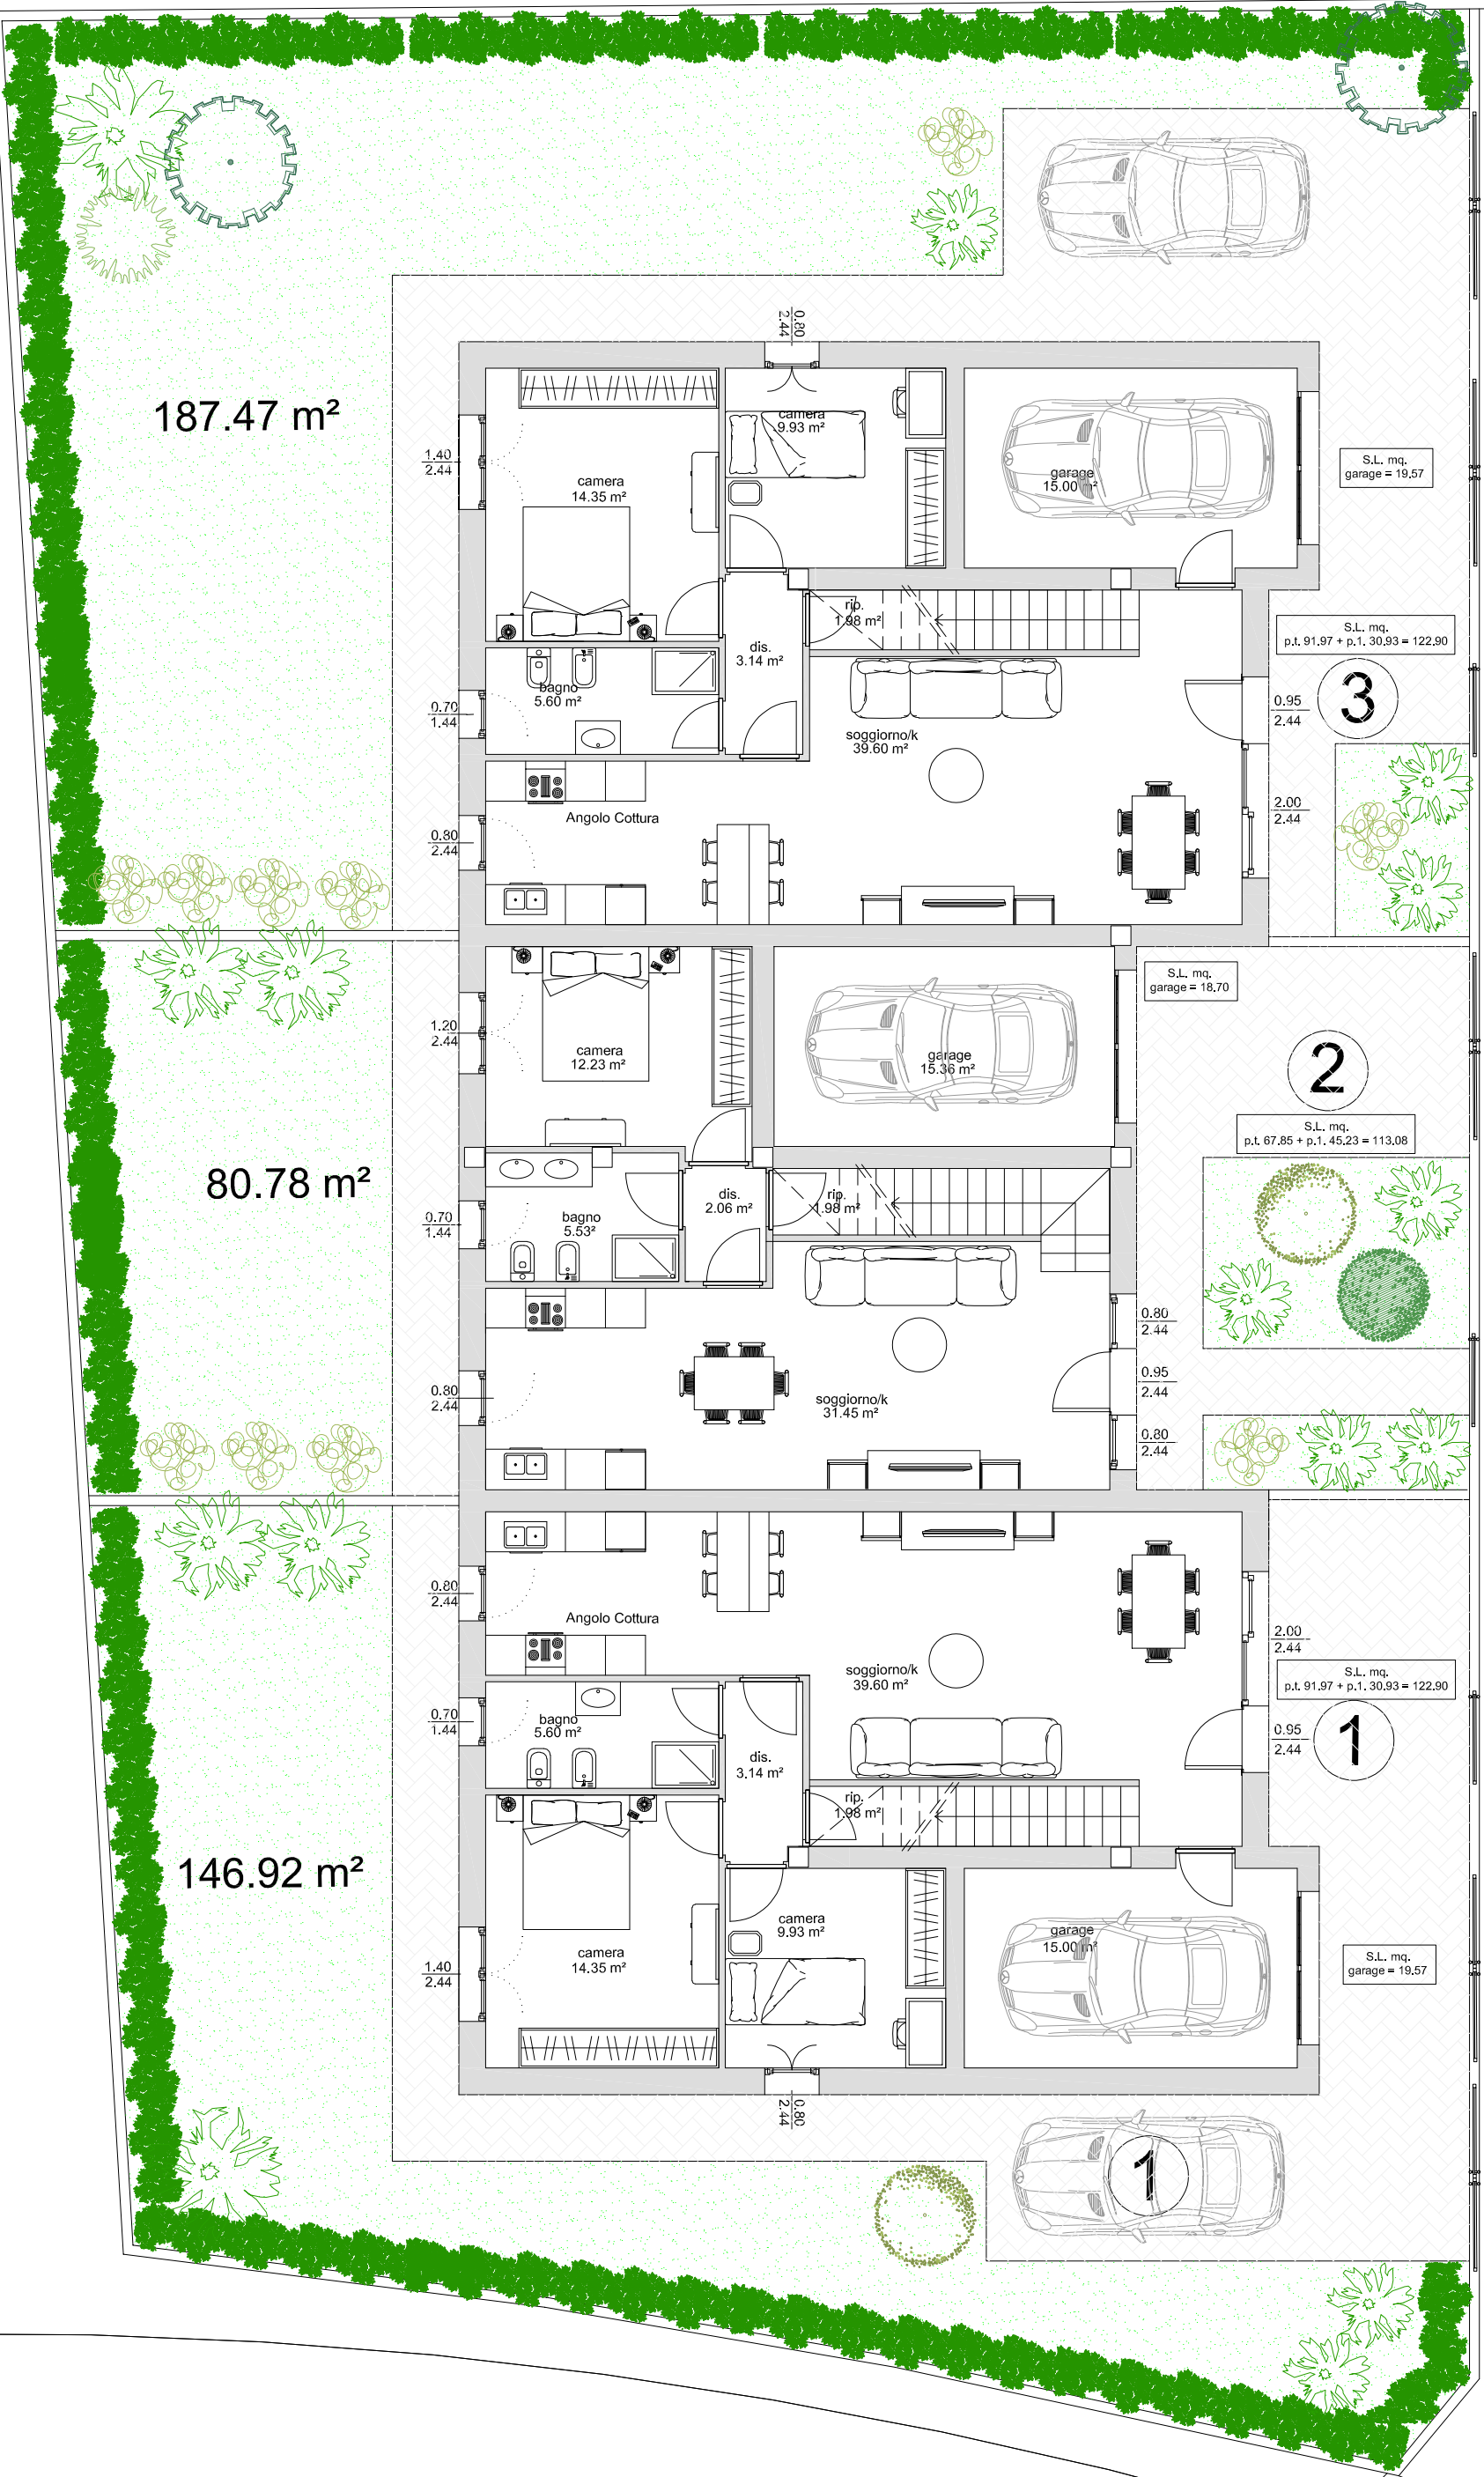 0.80
2.44
187.47 m²
1.40
2.44
camera
14.35 m²
camera
9.93 m²
garage
15.00 m²
S.L. mq.
garage = 19.57
rip.
1.98 m²
S.L. mq.
p.t. 91.97 + p.1. 30.93 = 122.90
3
dis.
3.14 m²
bagno
5.60 m²
0.70
1.44
0.95
2.44
soggiorno/k
39.60 m²
2.00
2.44
Angolo Cottura
0.80
2.44
S.L. mq.
garage = 18.70
1.20
2.44
camera
12.23 m²
garage
15.36 m²
2
S.L. mq.
p.t. 67.85 + p.1. 45.23 = 113.08
80.78 m²
0.70
1.44
bagno
5.53²
dis.
2.06 m²
rip.
1.98 m²
0.80
2.44
0.95
2.44
0.80
2.44
soggiorno/k
31.45 m²
0.80
2.44
0.80
2.44
Angolo Cottura
2.00
2.44
soggiorno/k
39.60 m²
S.L. mq.
p.t. 91.97 + p.1. 30.93 = 122.90
0.70
1.44
bagno
5.60 m²
0.95
2.44
1
dis.
3.14 m²
rip.
1.98 m²
146.92 m²
1.40
2.44
camera
14.35 m²
camera
9.93 m²
garage
15.00 m²
S.L. mq.
garage = 19.57
0.80
2.44
1